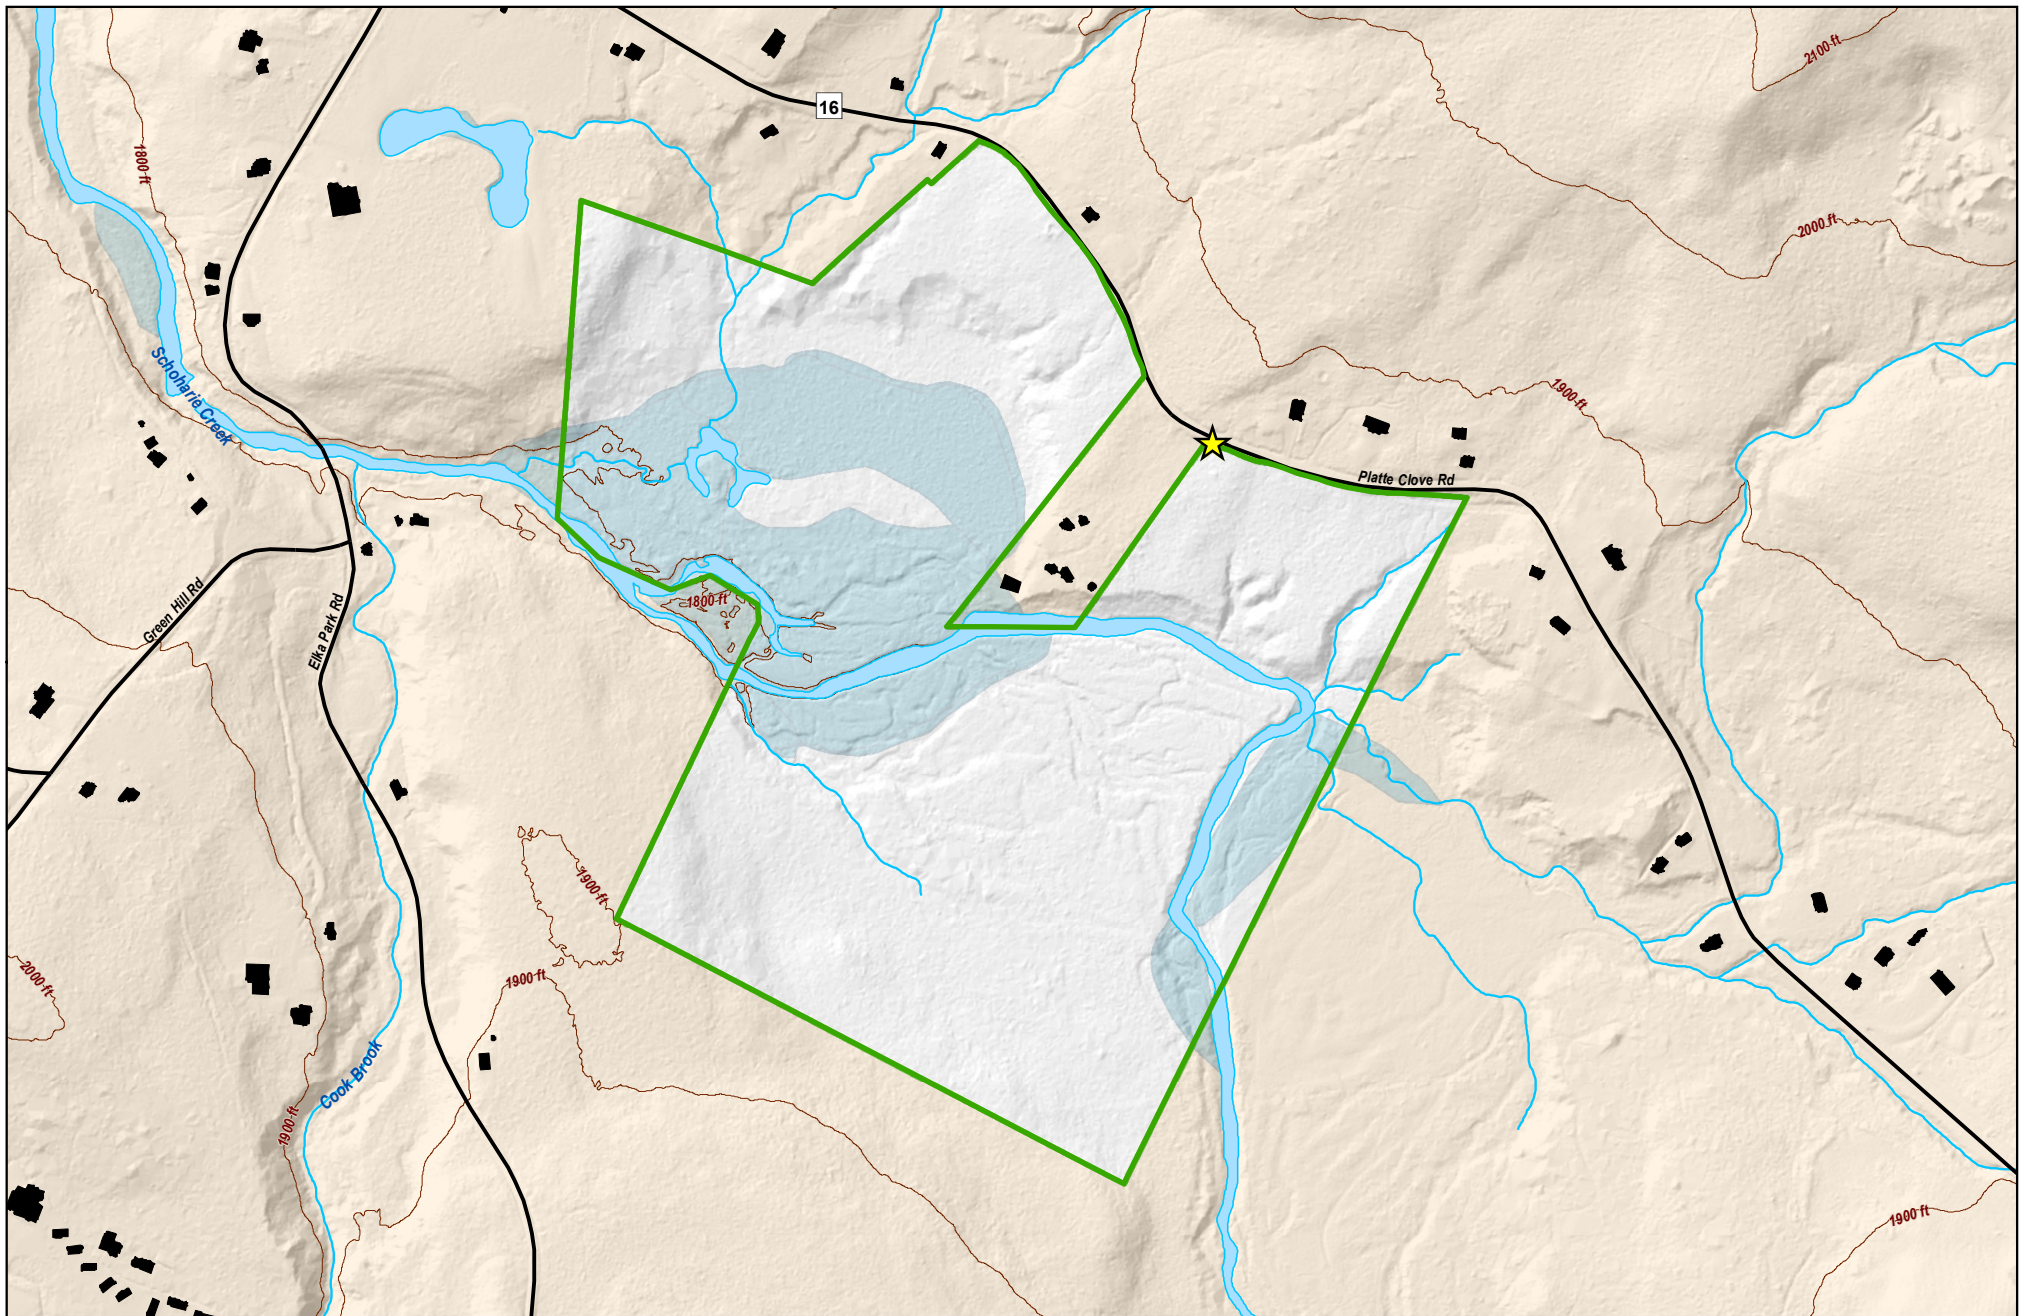 2100 ft
16
1800 ft
2000 ft
Schoharie Creek
1900 ft
Platte Clove Rd
Green Hill Rd
1800 ft
Elka Park Rd
1900 ft
2000 ft
1900 ft
Cook Brook
1900 ft
1900 ft